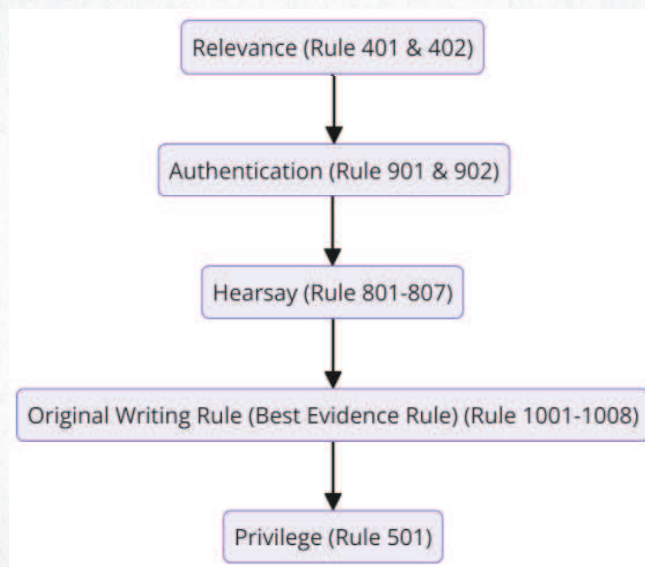 Relevance (Rule 401 & 402)
Authentication (Rule 901 & 902)
Hearsay (Rule 801-807)
Original Writing Rule (Best Evidence Rule) (Rule 1001-1008)
Privilege (Rule 501)